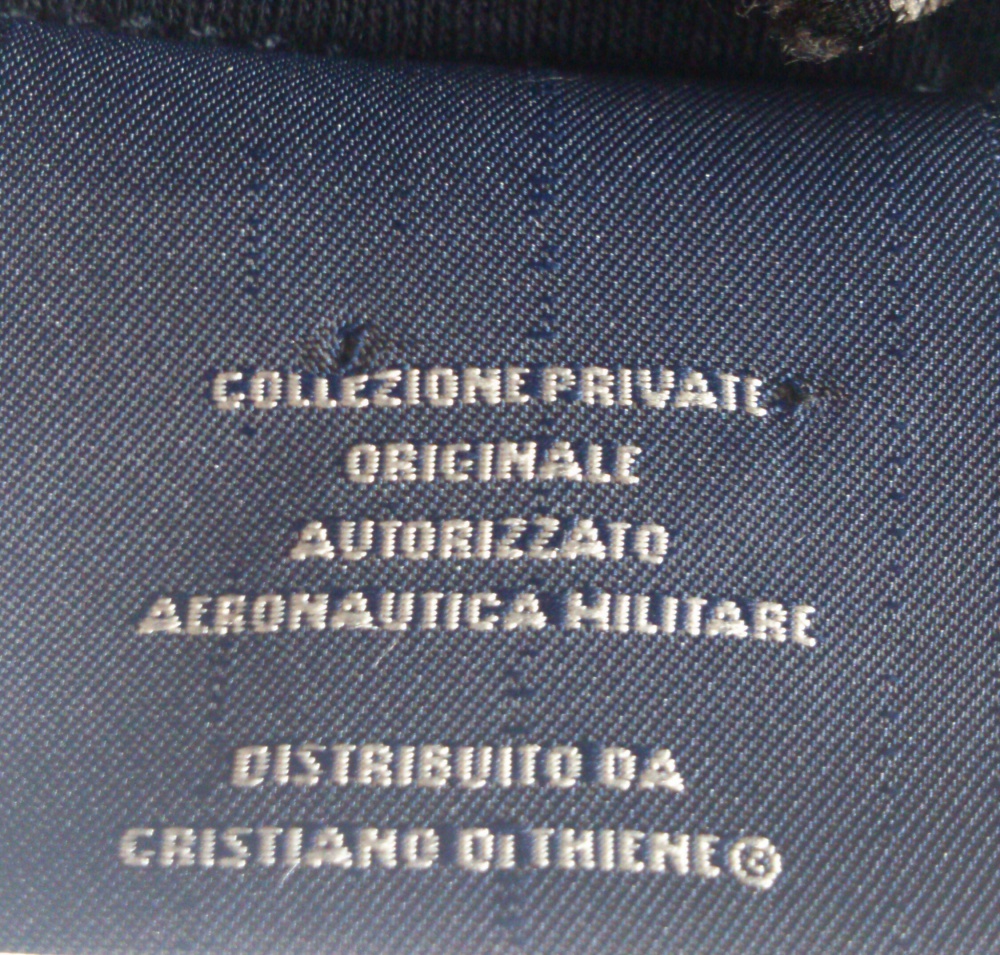 COLLEZIONE PRIVATE
ORIGINALE
AUTORIZZATO
AERONAUTICA MILITARE
DISTRIBUITO DA
CRISTIANO DI THIENE®